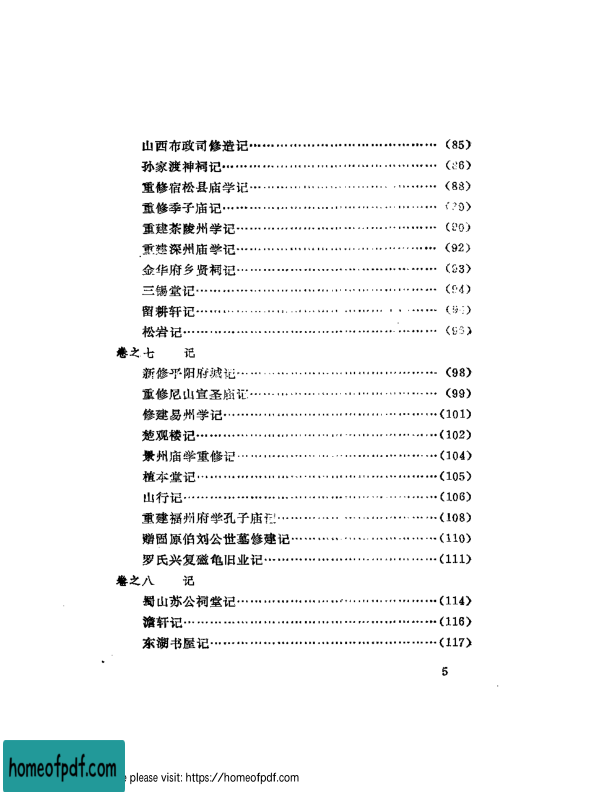 山西布政司修造记……(85)
孙家渡神祠记……(86)
重修宿松县庙学记……(88)
重修季子庙记……
重建茶陵州学记……(90)
重建深州庙学记……(92)
金华府乡贤祠记……(93)
三锡堂记……(94)
留耕轩记……
松岩记……
卷之七 记
新修平阳府城记……(98)
重修尼山宣圣庙记……(99)
修建易州学记……(101)
楚观楼记……(102)
景州庙学重修记……(104)
植本堂记……(105)
山行记……(106)
重建福州府学孔子庙记……(108)
赠固原伯刘公世墓修建记……(110)
罗氏兴复磁龟旧业记……(111)
卷之八 记
蜀山苏公祠堂记……(114)
澹轩记……(116)
东湖书屋记……(117)
5
homeofpdf.com
e please visit: https://homeofpdf.com